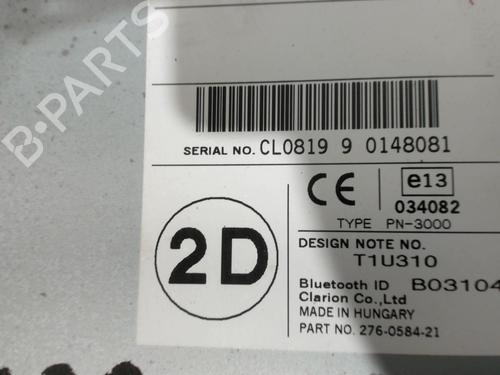 B-PARTS
SERIAL NO. CL0819 9 0148081
CE e13
034082
TYPE PN-3000
2D
DESIGN NOTE NO.
T1U310
Bluetooth ID B03104
Clarion Co.,Ltd
MADE IN HUNGARY
PART NO. 276-0584-21